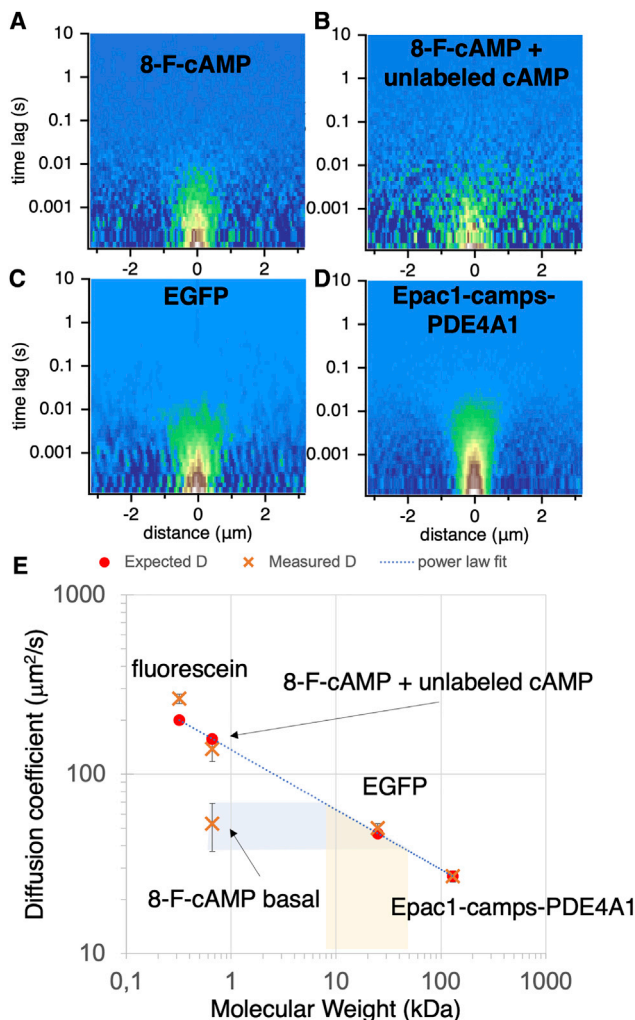 A
8-F-cAMP
time lag (s)
10
1
0.1
0.01
0.001
-2
0
2
B
8-F-cAMP +
unlabeled cAMP
10
1
0.1
0.01
0.001
-2
0
2
C
EGFP
time lag (s)
10
1
0.1
0.01
0.001
-2
0
2
distance (µm)
D
Epac1-camps-
PDE4A1
10
1
0.1
0.01
0.001
-2
0
2
distance (µm)
E
Expected D
Measured D
power law fit
Diffusion coefficient (µm²/s)
1000
100
10
fluorescein
8-F-cAMP + unlabeled cAMP
EGFP
8-F-cAMP basal
Epac1-camps-PDE4A1
0,1
1
10
100
1000
Molecular Weight (kDa)